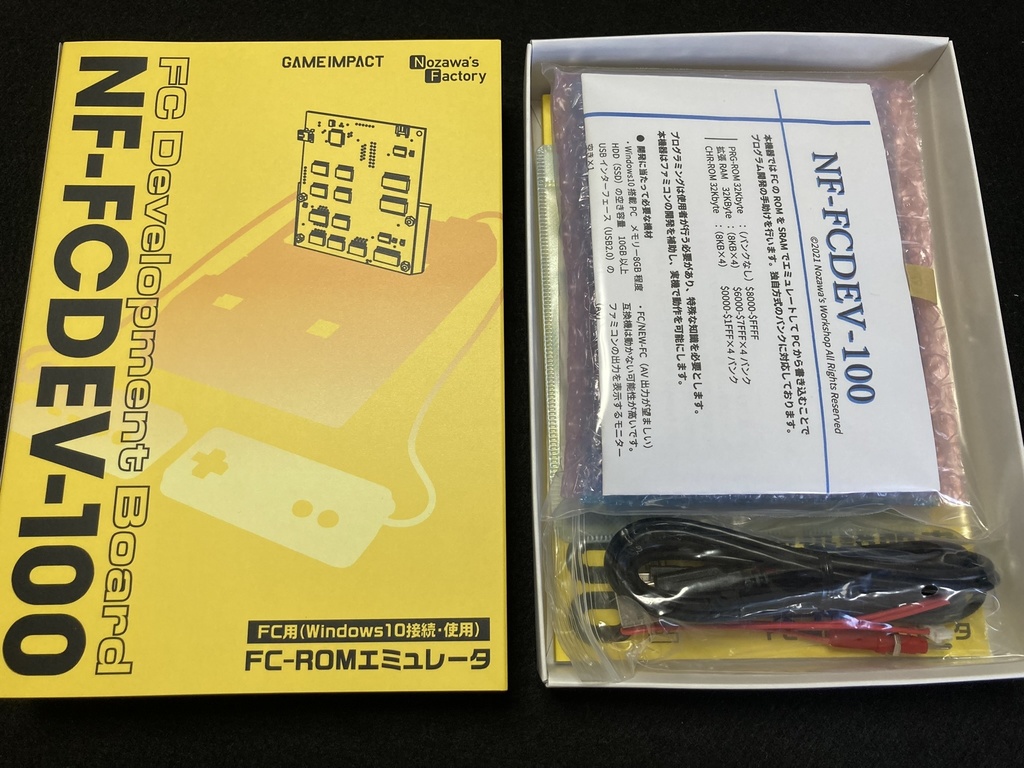 GAMEIMPACT
Nozawa's
Factory
FC Development Board
NF-FCDEV-100
FC用(Windows10接続・使用)
FC-ROMエミュレータ
NF-FCDEV-100
©2021 Nozawa's Workshop All Rights Reserved
本機器では FC の ROM を SRAM でエミュレートして PC から書き込むことで
プログラム開発の手助けを行います。独自方式のバンクに対応しております。
PRG-ROM 32Kbyte :(バンクなし) $8000-$FFFF
拡張 RAM 32KByte :(8KB×4) $6000-$7FFF×4 バンク
CHR-ROM 32Kbyte :(8KB×4) $0000-$1FFF×4 バンク
プログラミングは使用者が行う必要があり、特殊な知識を必要とします。
本機器はファミコンの開発を補助し、実機で動作を可能にします。
● 開発に当たって必要な機材
・Windows10 搭載 PC メモリー8GB 程度
HDD (SSD) の空き容量 10GB 以上
USB インターフェース (USB2.0) の
空き×1
・FC/NEW-FC (AV 出力が望ましい)
互換機は動かない可能性が高いです。
ファミコンの出力を表示するモニター